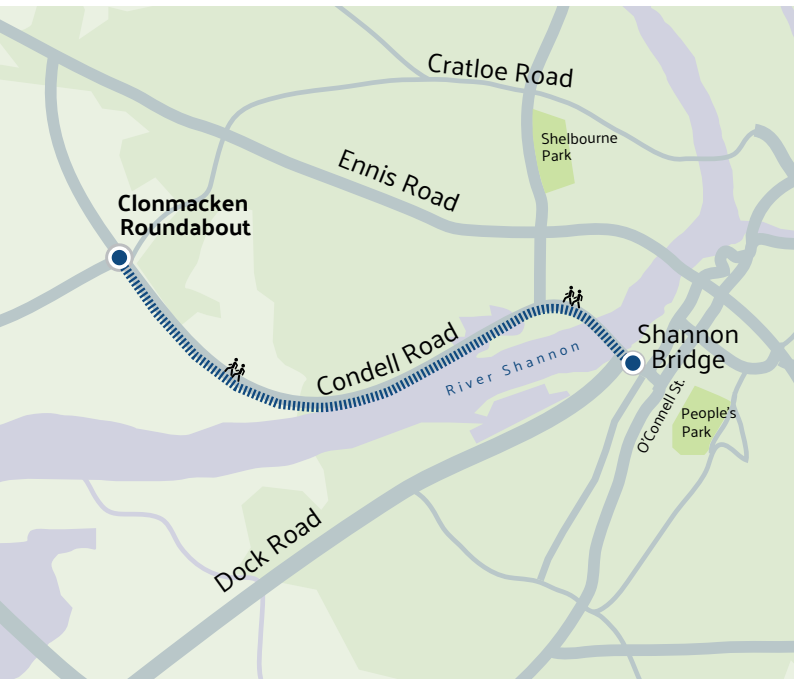 Cratloe Road
Shelbourne
Park
Ennis Road
Clonmacken
Roundabout
Condell Road
River Shannon
Shannon
Bridge
O'Connell St.
People's
Park
Dock Road